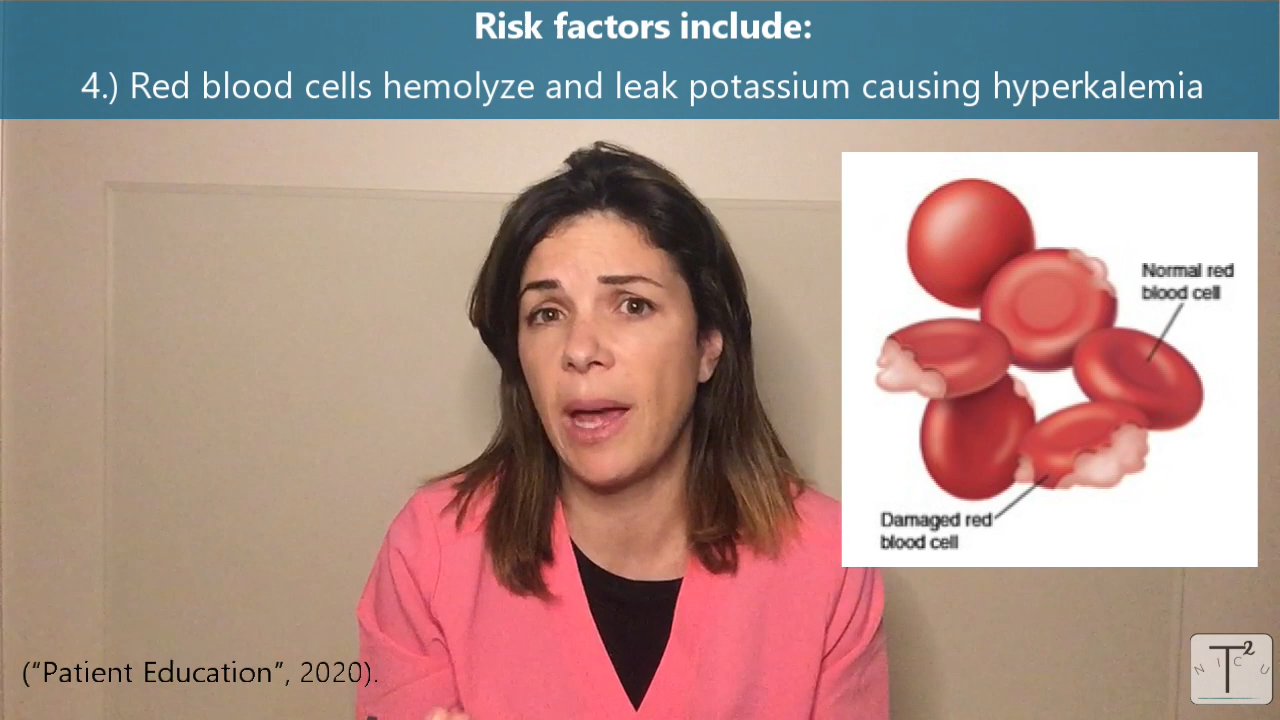 Risk factors include:
4.) Red blood cells hemolyze and leak potassium causing hyperkalemia
Normal red
blood cell
Damaged red
blood cell
(“Patient Education”, 2020).
T2
N I C U